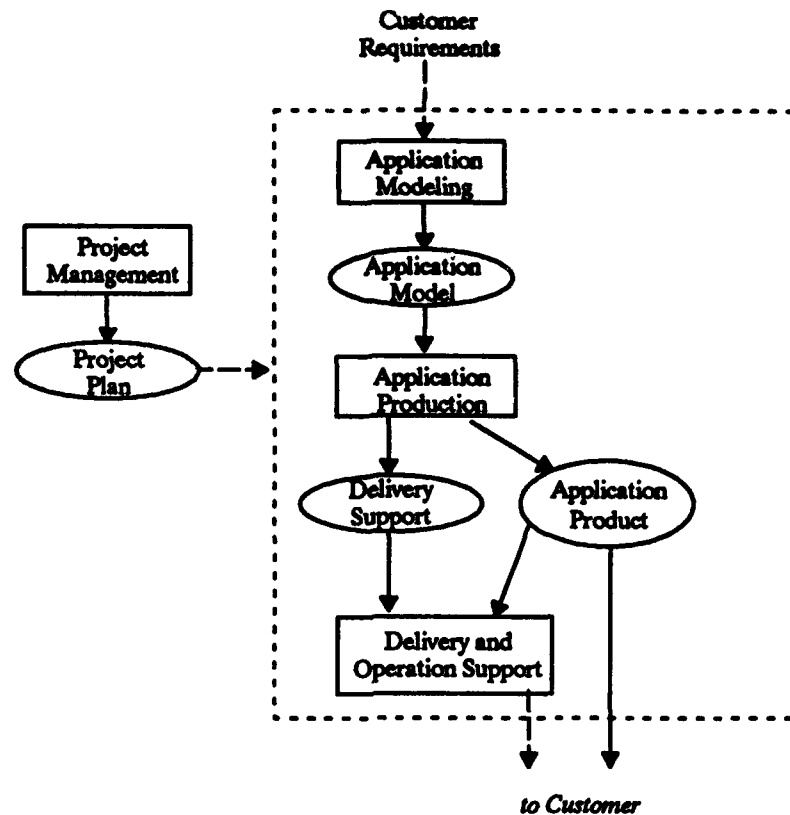 Customer
Requirements
Application
Modeling
Project
Management
Application
Model
Project
Plan
Application
Production
Delivery
Support
Application
Product
Delivery and
Operation Support
to Customer